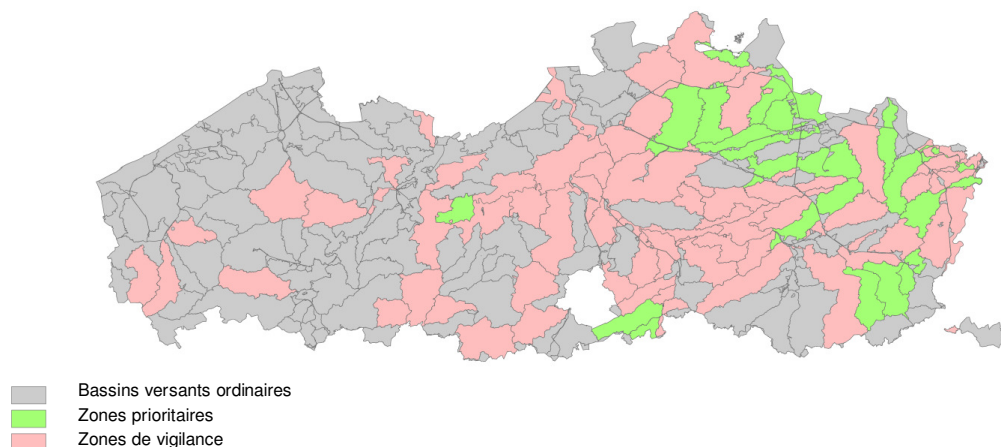 Bassins versants ordinaires
Zones prioritaires
Zones de vigilance